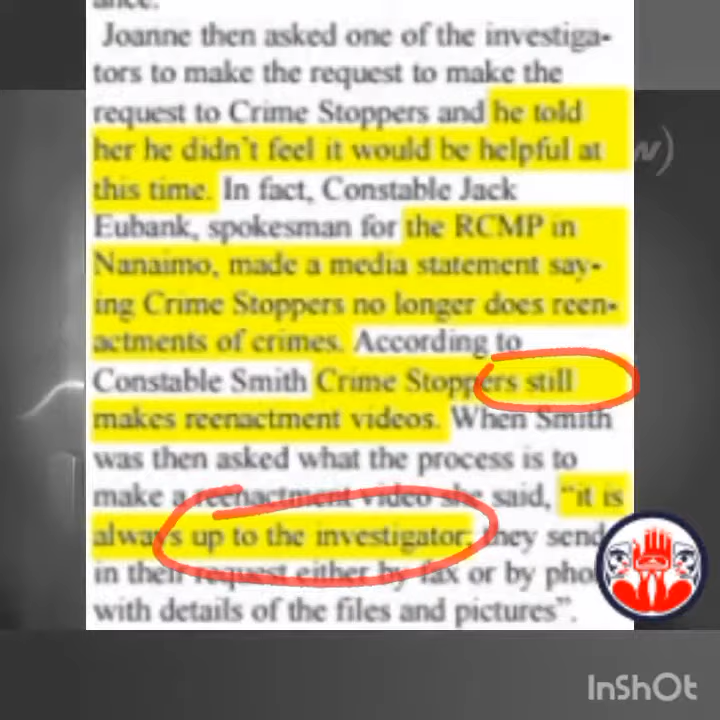 ance.
Joanne then asked one of the investiga-
tors to make the request to make the
request to Crime Stoppers and he told
her he didn't feel it would be helpful at
this time. In fact, Constable Jack
Eubank, spokesman for the RCMP in
Nanaimo, made a media statement say-
ing Crime Stoppers no longer does reen-
actments of crimes. According to
Constable Smith Crime Stoppers still
makes reenactment videos. When Smith
was then asked what the process is to
make a reenactment video she said, "it is
always up to the investigator, they send
in their request either by fax or by pho
with details of the files and pictures".
InShOt